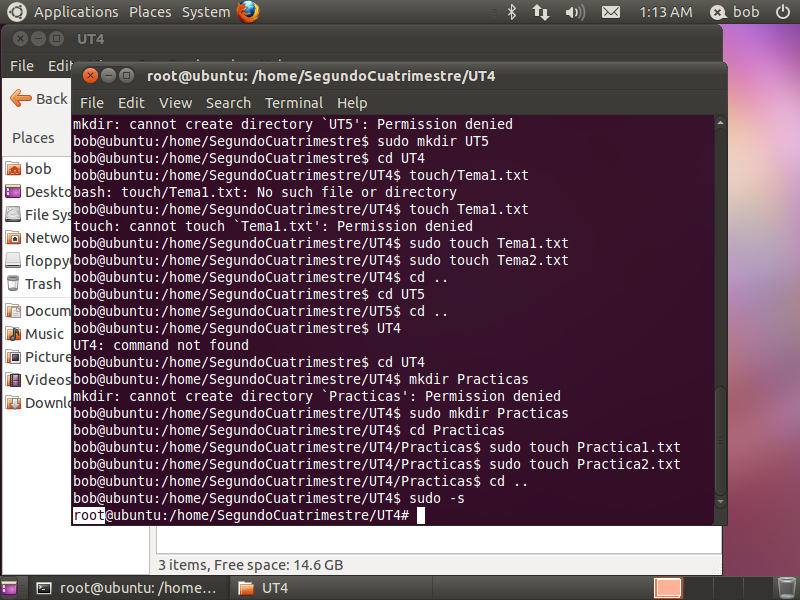 Applications Places System 1:13 AM bob
UT4
File Edit
root@ubuntu: /home/SegundoCuatrimestre/UT4
File Edit View Search Terminal Help
Back
Places
bob
Deskto
File Sys
Netwo
floppy
Trash
Docum
Music
Picture
Videos
Downlo
mkdir: cannot create directory `UT5': Permission denied
bob@ubuntu:/home/SegundoCuatrimestre$ sudo mkdir UT5
bob@ubuntu:/home/SegundoCuatrimestre$ cd UT4
bob@ubuntu:/home/SegundoCuatrimestre/UT4$ touch/Tema1.txt
bash: touch/Tema1.txt: No such file or directory
bob@ubuntu:/home/SegundoCuatrimestre/UT4$ touch Tema1.txt
touch: cannot touch `Tema1.txt': Permission denied
bob@ubuntu:/home/SegundoCuatrimestre/UT4$ sudo touch Tema1.txt
bob@ubuntu:/home/SegundoCuatrimestre/UT4$ sudo touch Tema2.txt
bob@ubuntu:/home/SegundoCuatrimestre/UT4$ cd ..
bob@ubuntu:/home/SegundoCuatrimestre$ cd UT5
bob@ubuntu:/home/SegundoCuatrimestre/UT5$ cd ..
bob@ubuntu:/home/SegundoCuatrimestre$ UT4
UT4: command not found
bob@ubuntu:/home/SegundoCuatrimestre$ cd UT4
bob@ubuntu:/home/SegundoCuatrimestre/UT4$ mkdir Practicas
mkdir: cannot create directory `Practicas': Permission denied
bob@ubuntu:/home/SegundoCuatrimestre/UT4$ sudo mkdir Practicas
bob@ubuntu:/home/SegundoCuatrimestre/UT4$ cd Practicas
bob@ubuntu:/home/SegundoCuatrimestre/UT4/Practicas$ sudo touch Practica1.txt
bob@ubuntu:/home/SegundoCuatrimestre/UT4/Practicas$ sudo touch Practica2.txt
bob@ubuntu:/home/SegundoCuatrimestre/UT4/Practicas$ cd ..
bob@ubuntu:/home/SegundoCuatrimestre/UT4$ sudo -s
root@ubuntu:/home/SegundoCuatrimestre/UT4#
3 items, Free space: 14.6 GB
root@ubuntu: /home... UT4